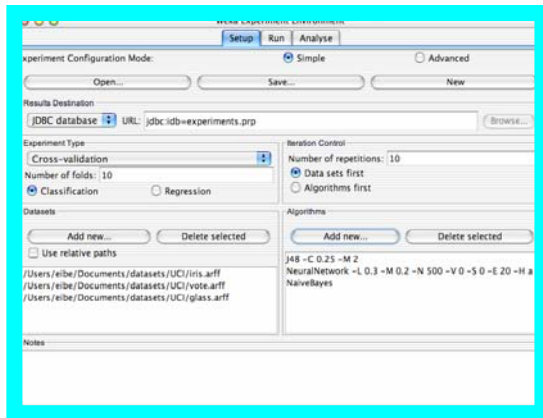 Weka Experiment Environment
Setup Run Analyse
xperiment Configuration Mode: Simple Advanced
Open... Save... New
Results Destination
JDBC database URL: jdbc:idb=experiments.prp Browse...
Experiment Type
Cross-validation
Number of folds: 10
Classification Regression
Iteration Control
Number of repetitions: 10
Data sets first
Algorithms first
Datasets
Add new... Delete selected
Use relative paths
/Users/eibe/Documents/datasets/UCI/iris.arff
/Users/eibe/Documents/datasets/UCI/vote.arff
/Users/eibe/Documents/datasets/UCI/glass.arff
Algorithms
Add new... Delete selected
J48 -C 0.25 -M 2
NeuralNetwork -L 0.3 -M 0.2 -N 500 -V 0 -S 0 -E 20 -H a
NaiveBayes
Notes